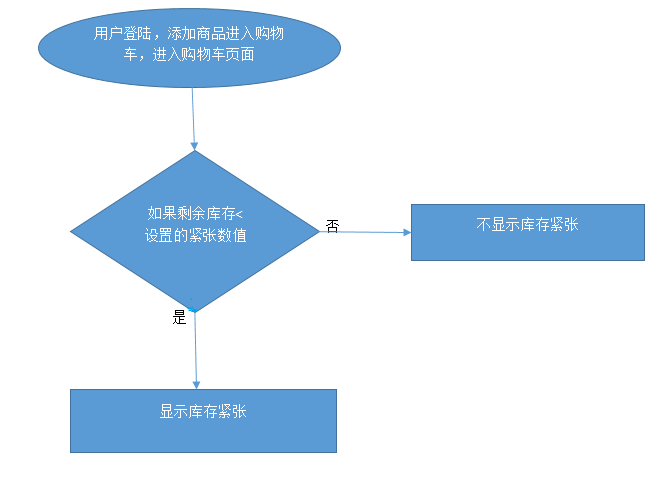 用户登陆，添加商品进入购物
车，进入购物车页面
如果剩余库存<
设置的紧张数值
否
不显示库存紧张
是
显示库存紧张